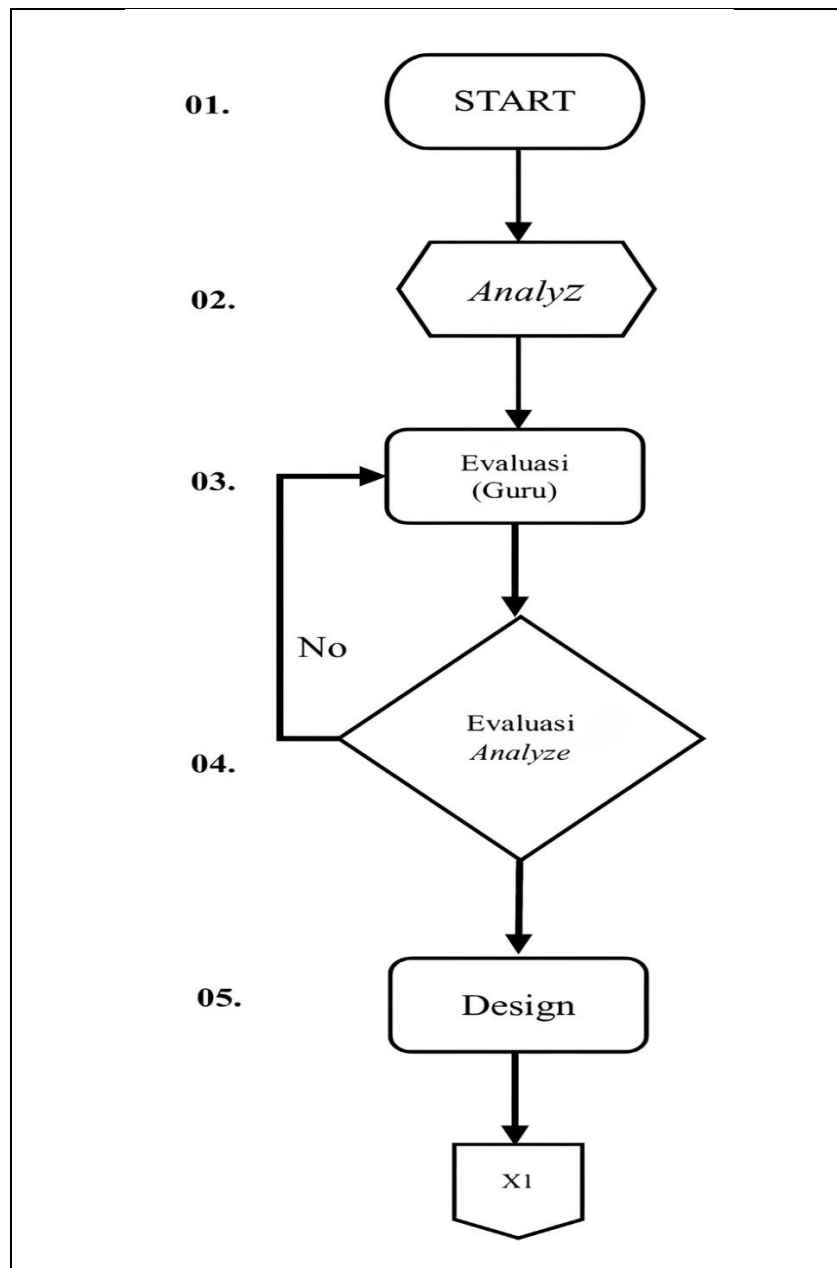 01.
START
02.
Analyz
03.
Evaluasi
(Guru)
No
04.
Evaluasi
Analyze
05.
Design
X1